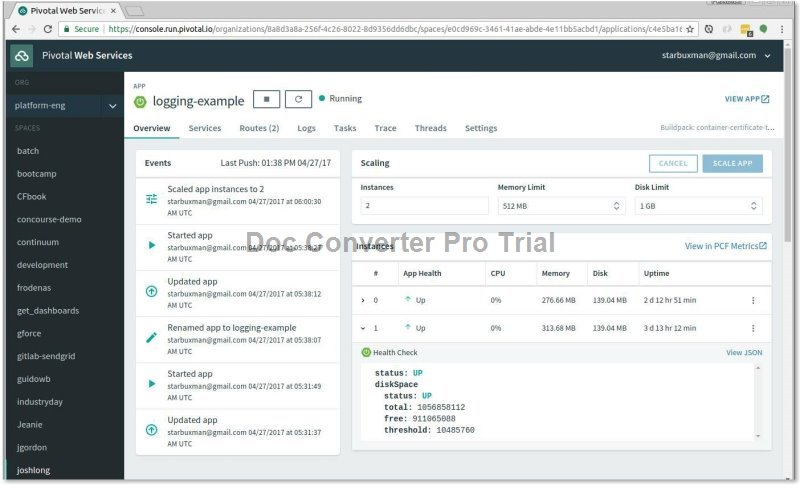 Pivotal Web Service
Secure
https://console.run.pivotal.io/organizations/8a8d3a8a-256f-4c26-8022-8d9356dd6dbc/spaces/e0cd969c-3461-41ae-abde-4e11bb5acbd1/applications/c4e5ba16
Pivotal Web Services
starbuxman@gmail.com
ORG
platform-eng
SPACES
batch
bootcamp
CFbook
concourse-demo
continuum
development
frodenas
get_dashboards
gforce
gitlab-sendgrid
guidowb
industryday
Jeanie
jgordon
joshlong
APP
logging-example
Running
VIEW APP
Overview Services Routes (2) Logs Tasks Trace Threads Settings
Buildpack: container-certificate-t...
Events Last Push: 01:38 PM 04/27/17
Scaled app instances to 2
starbuxman@gmail.com 04/27/2017 at 06:00:30
AM UTC
Started app
starbuxman@gmail.com 04/27/2017 at 05:38:27
AM UTC
Updated app
starbuxman@gmail.com 04/27/2017 at 05:38:12
AM UTC
Renamed app to logging-example
starbuxman@gmail.com 04/27/2017 at 05:38:07
AM UTC
Started app
starbuxman@gmail.com 04/27/2017 at 05:31:49
AM UTC
Updated app
starbuxman@gmail.com 04/27/2017 at 05:31:37
AM UTC
Scaling CANCEL SCALE APP
Instances Memory Limit Disk Limit
2 512 MB 1 GB
Doc Converter Pro Trial
Instances View in PCF Metrics
# App Health CPU Memory Disk Uptime
0 Up 0% 276.66 MB 139.04 MB 2 d 12 hr 51 min
1 Up 0% 313.68 MB 139.04 MB 3 d 13 hr 12 min
Health Check View JSON
status: UP
diskSpace
status: UP
total: 1056858112
free: 911065088
threshold: 10485760